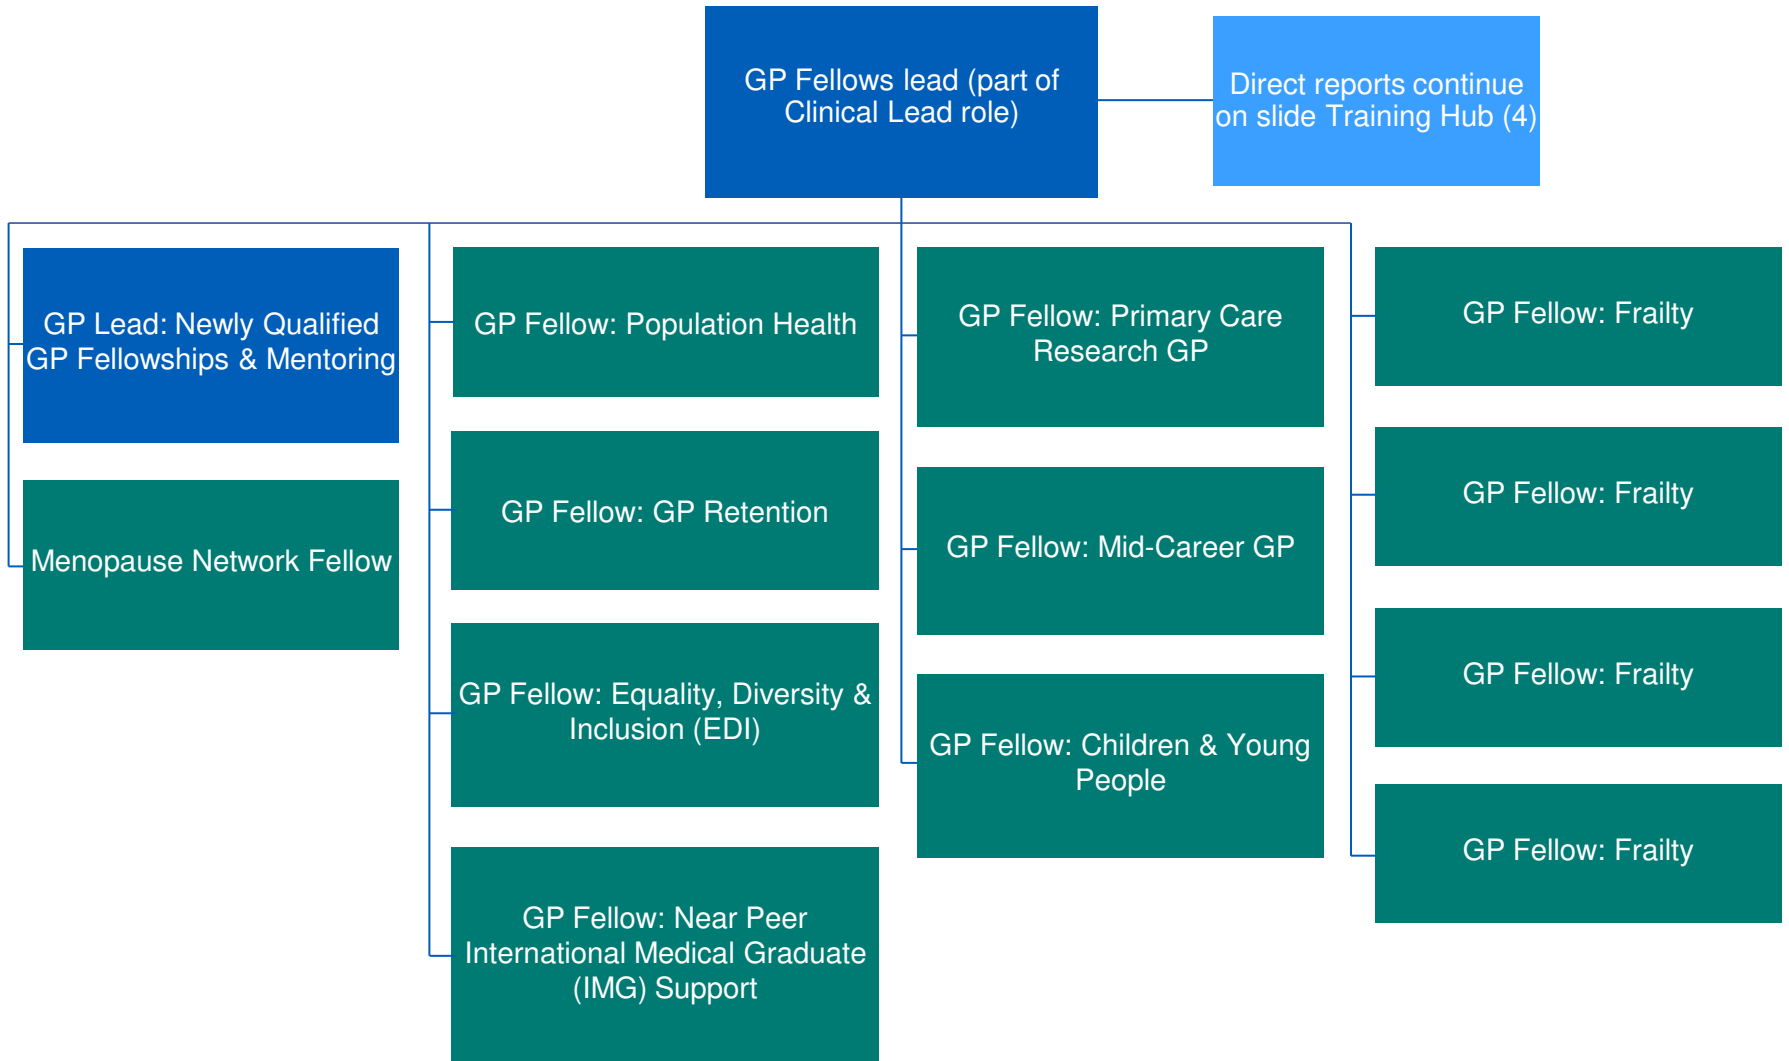 GP Fellows lead (part of
Clinical Lead role)
Direct reports continue
on slide Training Hub (4)
GP Lead: Newly Qualified
GP Fellowships & Mentoring
Menopause Network Fellow
GP Fellow: Population Health
GP Fellow: GP Retention
GP Fellow: Equality, Diversity &
Inclusion (EDI)
GP Fellow: Near Peer
International Medical Graduate
(IMG) Support
GP Fellow: Primary Care
Research GP
GP Fellow: Mid-Career GP
GP Fellow: Children & Young
People
GP Fellow: Frailty
GP Fellow: Frailty
GP Fellow: Frailty
GP Fellow: Frailty